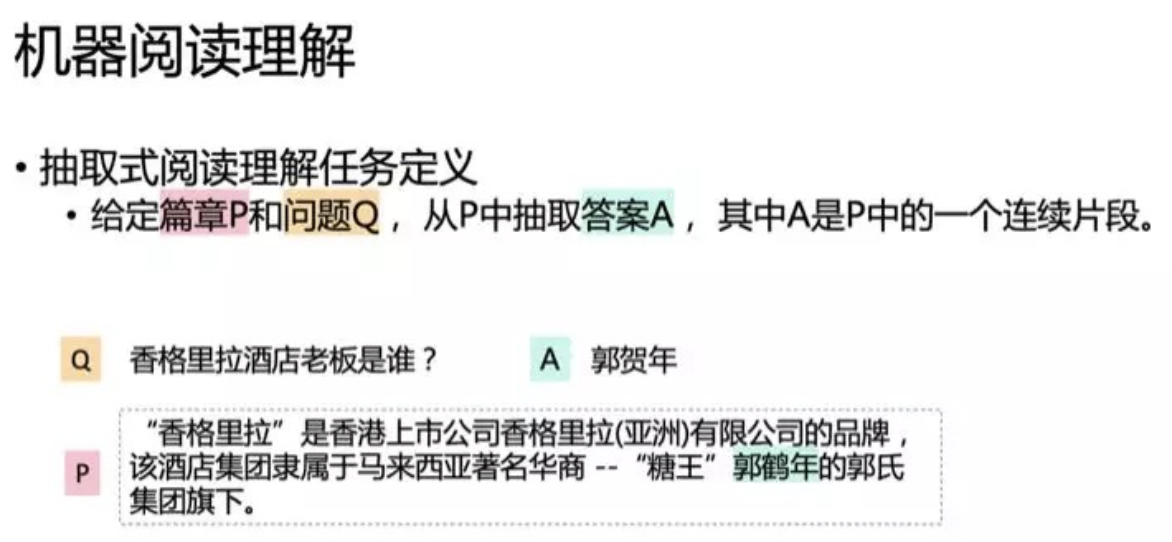 机器阅读理解
• 抽取式阅读理解任务定义
• 给定篇章P和问题Q，从P中抽取答案A，其中A是P中的一个连续片段。
Q 香格里拉酒店老板是谁？ A 郭贺年
“香格里拉”是香港上市公司香格里拉(亚洲)有限公司的品牌，
P 该酒店集团隶属于马来西亚著名华商 --“糖王”郭鹤年的郭氏
集团旗下。